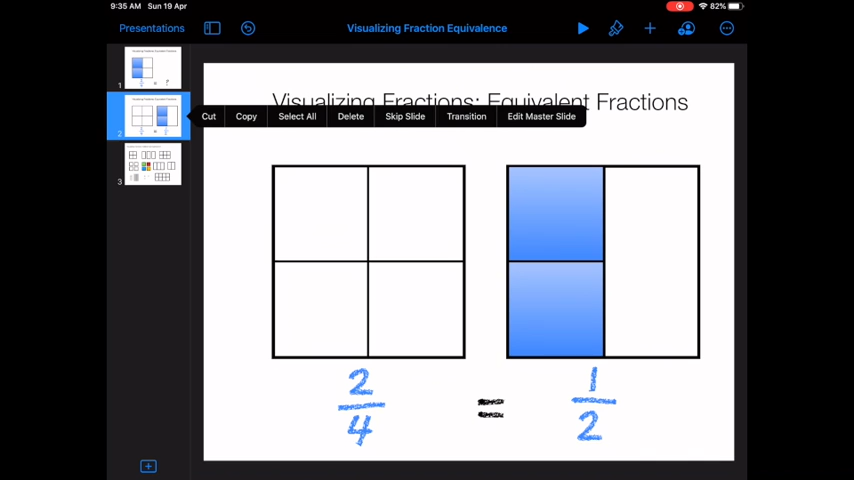 9:35 AM Sun 19 Apr
82%
Presentations
Visualizing Fraction Equivalence
Visualizing Fractions: Equivalent Fractions
Cut Copy Select All Delete Skip Slide Transition Edit Master Slide
1
2
3
2/4 = 1/2